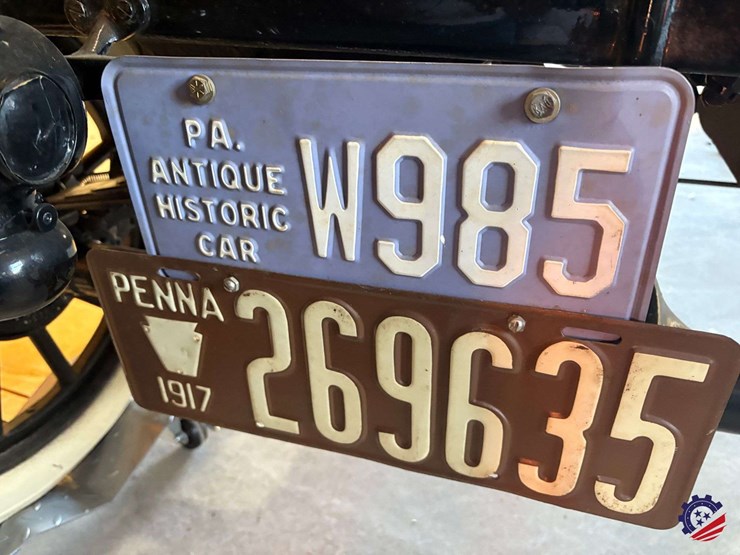 PA.
ANTIQUE
HISTORIC
CAR
W985
PENNA
1917
269635